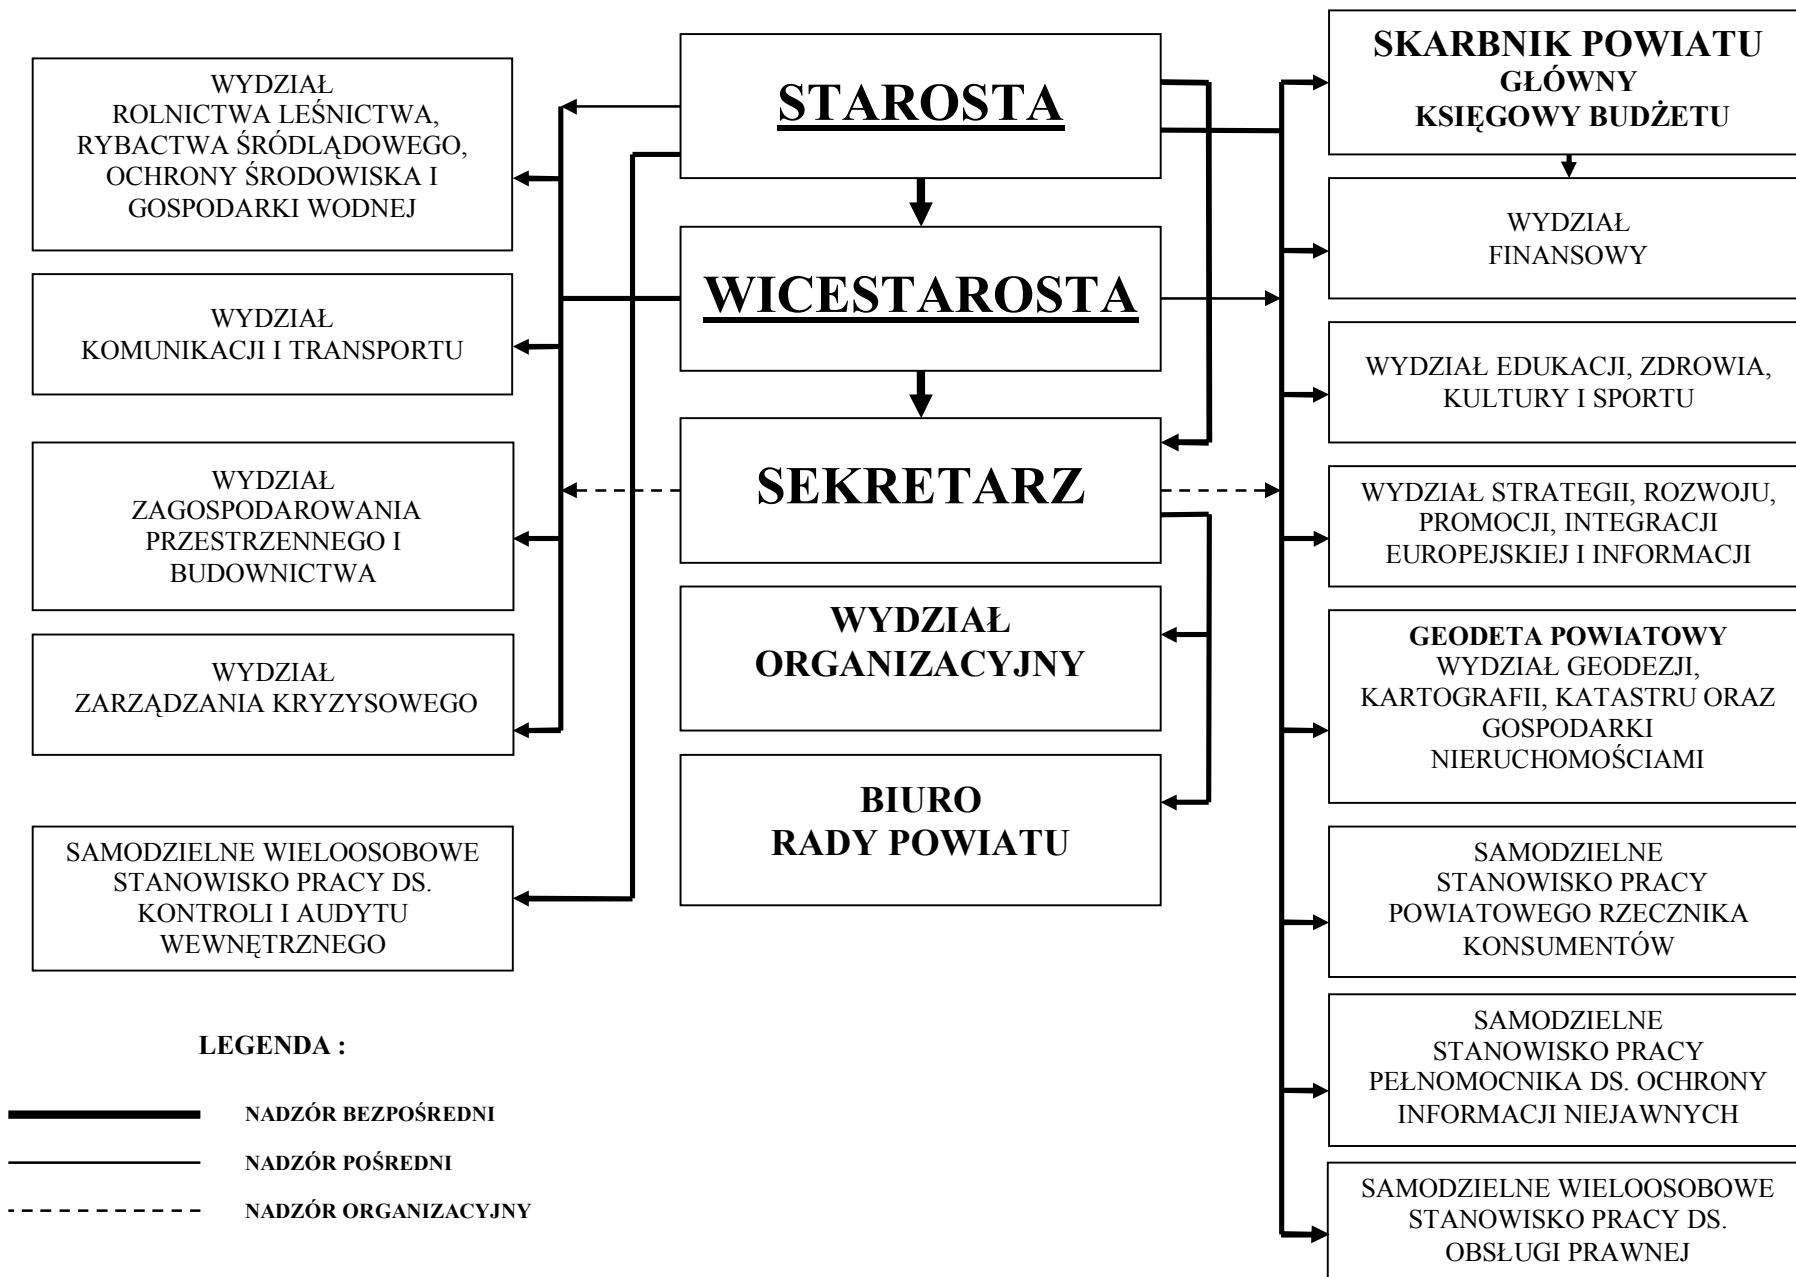 WYDZIAŁ
ROLNICTWA LEŚNICTWA,
RYBACTWA ŚRÓDLĄDOWEGO,
OCHRONY ŚRODOWISKA I
GOSPODARKI WODNEJ
WYDZIAŁ
KOMUNIKACJI I TRANSPORTU
WYDZIAŁ
ZAGOSPODAROWANIA
PRZESTRZENNEGO I
BUDOWNICTWA
WYDZIAŁ
ZARZĄDZANIA KRYZYSOWEGO
SAMODZIELNE WIELOOSOBOWE
STANOWISKO PRACY DS.
KONTROLI I AUDYTU
WEWNĘTRZNEGO
STAROSTA
WICESTAROSTA
SEKRETARZ
WYDZIAŁ
ORGANIZACYJNY
BIURO
RADY POWIATU
SKARBNIK POWIATU
GŁÓWNY
KSIĘGOWY BUDŻETU
WYDZIAŁ
FINANSOWY
WYDZIAŁ EDUKACJI, ZDROWIA,
KULTURY I SPORTU
WYDZIAŁ STRATEGII, ROZWOJU,
PROMOCJI, INTEGRACJI
EUROPEJSKIEJ I INFORMACJI
GEODETA POWIATOWY
WYDZIAŁ GEODEZJI,
KARTOGRAFII, KATASTRU ORAZ
GOSPODARKI
NIERUCHOMOŚCIAMI
SAMODZIELNE
STANOWISKO PRACY
POWIATOWEGO RZECZNIKA
KONSUMENTÓW
SAMODZIELNE
STANOWISKO PRACY
PEŁNOMOCNIKA DS. OCHRONY
INFORMACJI NIEJAWNYCH
SAMODZIELNE WIELOOSOBOWE
STANOWISKO PRACY DS.
OBSŁUGI PRAWNEJ
LEGENDA :
NADZÓR BEZPOŚREDNI
NADZÓR POŚREDNI
NADZÓR ORGANIZACYJNY